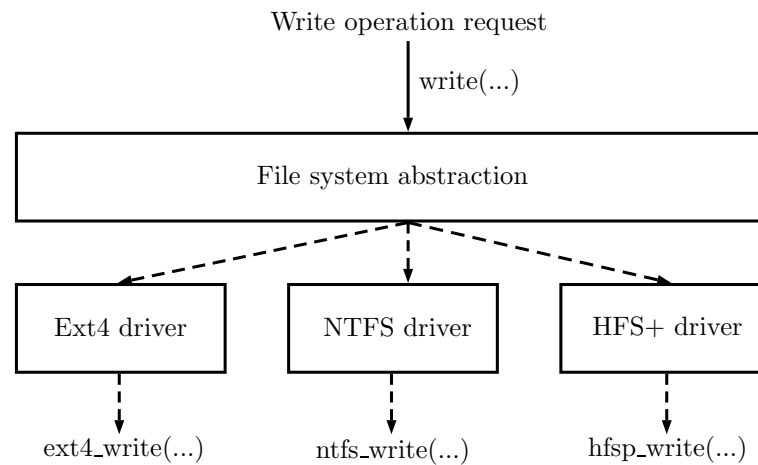 Write operation request
write(...)
File system abstraction
Ext4 driver
NTFS driver
HFS+ driver
ext4_write(...)
ntfs_write(...)
hfsp_write(...)